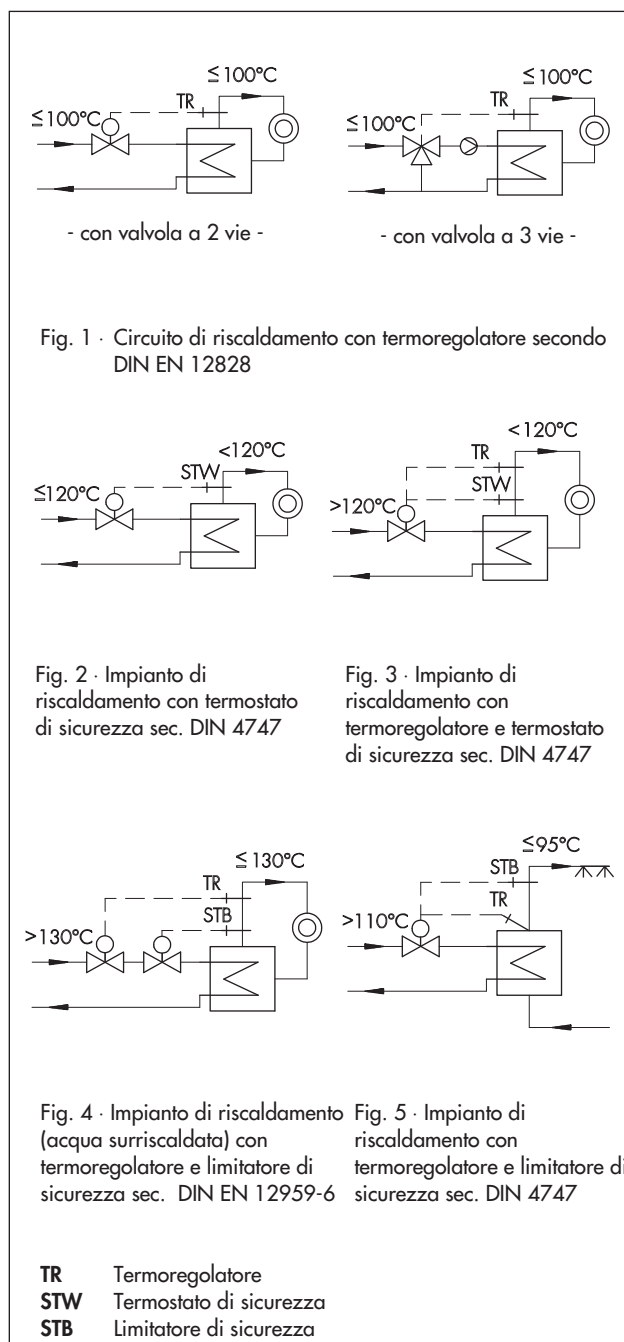 ≤100°C
TR
≤100°C
- con valvola a 2 vie -
≤100°C
TR
≤100°C
- con valvola a 3 vie -
Fig. 1 · Circuito di riscaldamento con termoregolatore secondo
DIN EN 12828
<120°C
STW
≤120°C
<120°C
TR
STW
>120°C
Fig. 2 · Impianto di
riscaldamento con termostato
di sicurezza sec. DIN 4747
Fig. 3 · Impianto di
riscaldamento con
termoregolatore e termostato
di sicurezza sec. DIN 4747
≤130°C
TR
STB
>130°C
≤95°C
STB
TR
>110°C
Fig. 4 · Impianto di riscaldamento
(acqua surriscaldata) con
termoregolatore e limitatore di
sicurezza sec. DIN EN 12959-6
Fig. 5 · Impianto di
riscaldamento con
termoregolatore e limitatore di
sicurezza sec. DIN 4747
TR Termoregolatore
STW Termostato di sicurezza
STB Limitatore di sicurezza